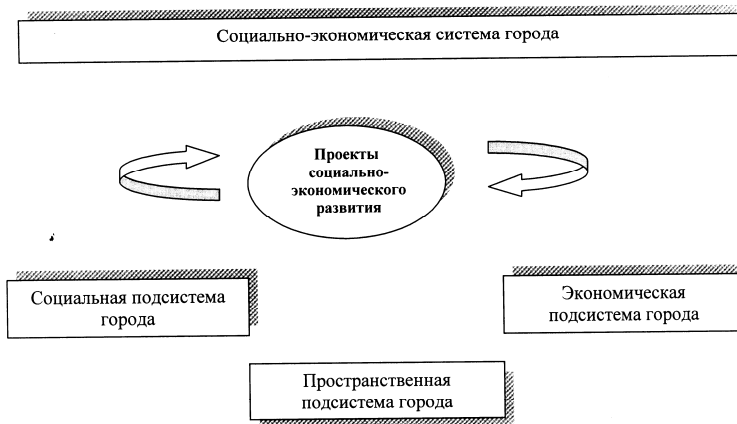 Социально-экономическая система города
Проекты
социально-
экономического
развития
Социальная подсистема
города
Экономическая
подсистема города
Пространственная
подсистема города